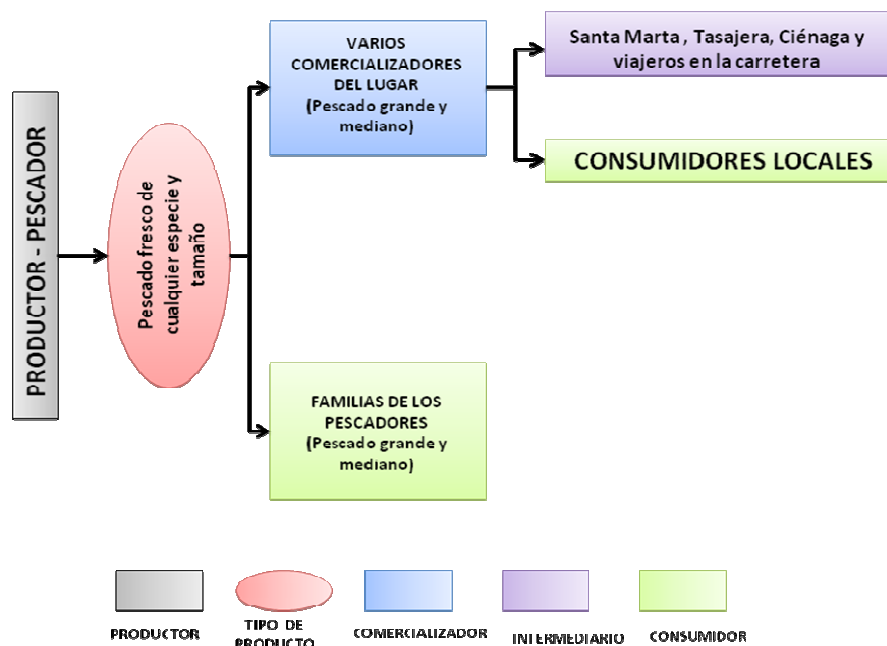 PRODUCTOR - PESCADOR
Pescado fresco de
cualquier especie y
tamaño
VARIOS
COMERCIALIZADORES
DEL LUGAR
(Pescado grande y
mediano)
Santa Marta , Tasajera, Ciénaga y
viajeros en la carretera
CONSUMIDORES LOCALES
FAMILIAS DE LOS
PESCADORES
(Pescado grande y
mediano)
PRODUCTOR
TIPO DE
PRODUCTO
COMERCIALIZADOR
INTERMEDIARIO
CONSUMIDOR